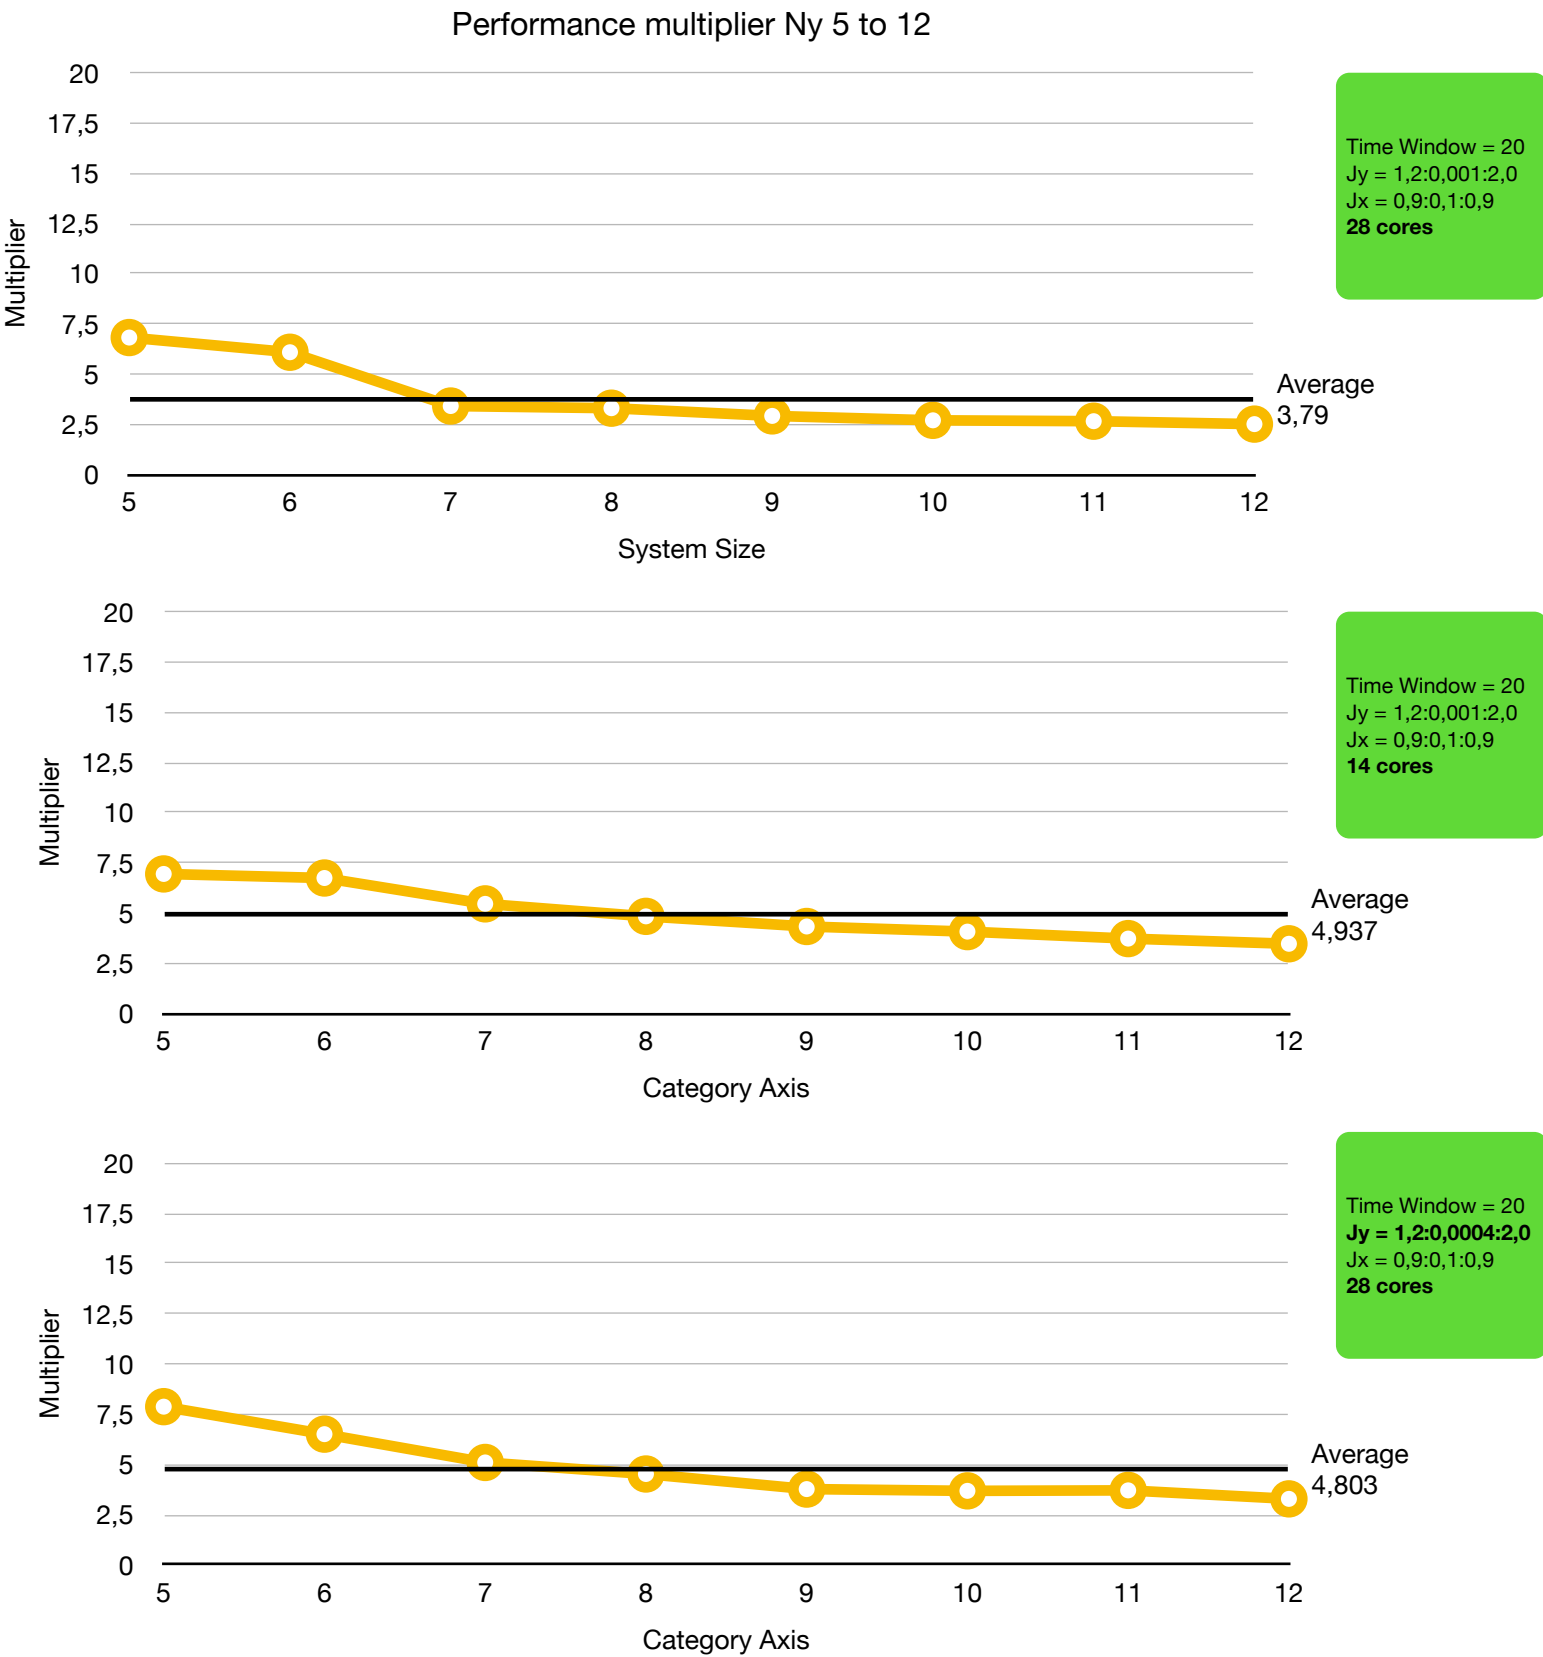 Performance multiplier Ny 5 to 12
20
17,5
15
12,5
10
7,5
5
2,5
0
Multiplier
5 6 7 8 9 10 11 12
System Size
Average
3,79
Time Window = 20
Jy = 1,2:0,001:2,0
Jx = 0,9:0,1:0,9
28 cores
20
17,5
15
12,5
10
7,5
5
2,5
0
Multiplier
5 6 7 8 9 10 11 12
Category Axis
Average
4,937
Time Window = 20
Jy = 1,2:0,001:2,0
Jx = 0,9:0,1:0,9
14 cores
20
17,5
15
12,5
10
7,5
5
2,5
0
Multiplier
5 6 7 8 9 10 11 12
Category Axis
Average
4,803
Time Window = 20
Jy = 1,2:0,0004:2,0
Jx = 0,9:0,1:0,9
28 cores